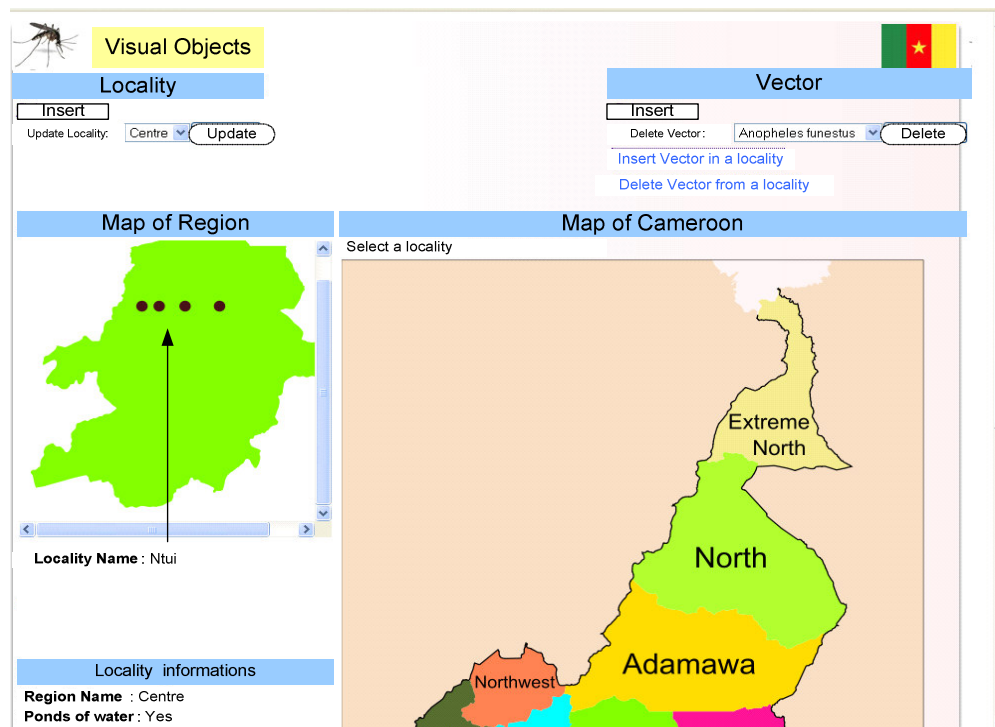 Visual Objects
Locality
Insert
Update Locality: Centre Update
Vector
Insert
Delete Vector: Anopheles funestus Delete
Insert Vector in a locality
Delete Vector from a locality
Map of Region
Locality Name : Ntui
Locality informations
Region Name : Centre
Ponds of water : Yes
Map of Cameroon
Select a locality
Extreme
North
North
Adamawa
Northwest